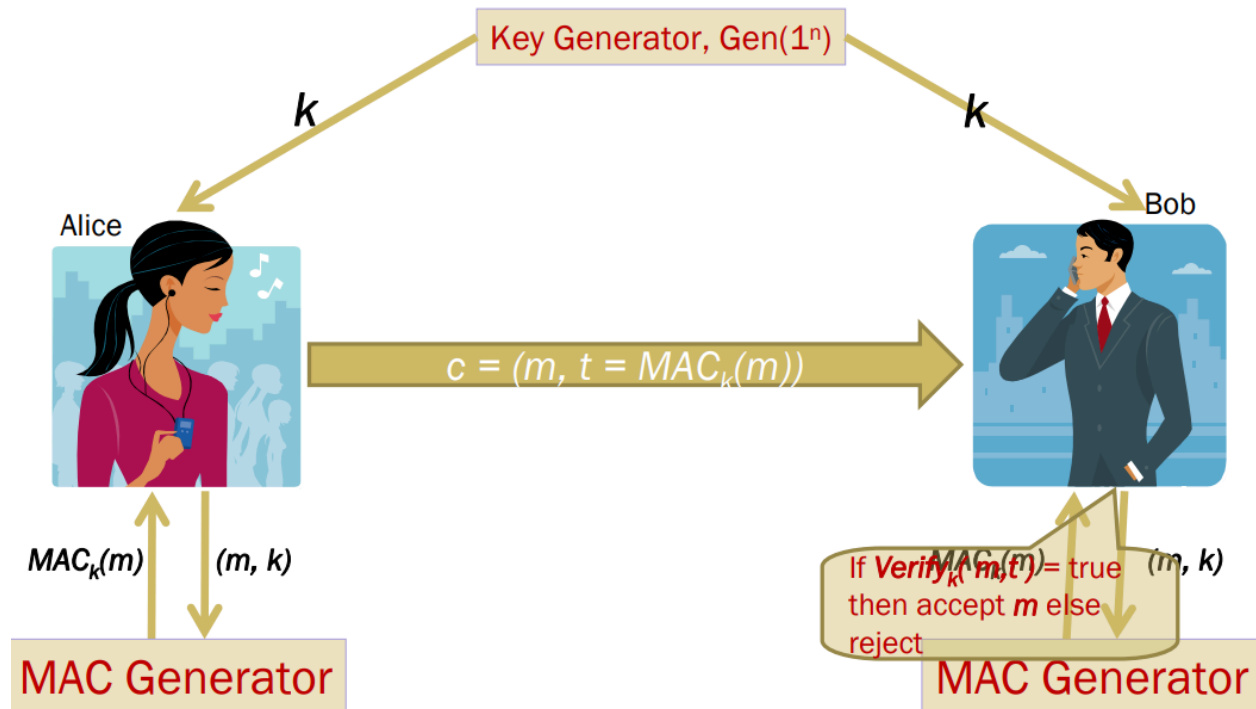 Key Generator, Gen(1ⁿ)
k
k
Alice
Bob
c = (m, t = MACₖ(m))
MACₖ(m)
(m, k)
MACₖ(m)
(m, k)
If Verifyₖ( m,t ) = true
then accept m else
reject
MAC Generator
MAC Generator